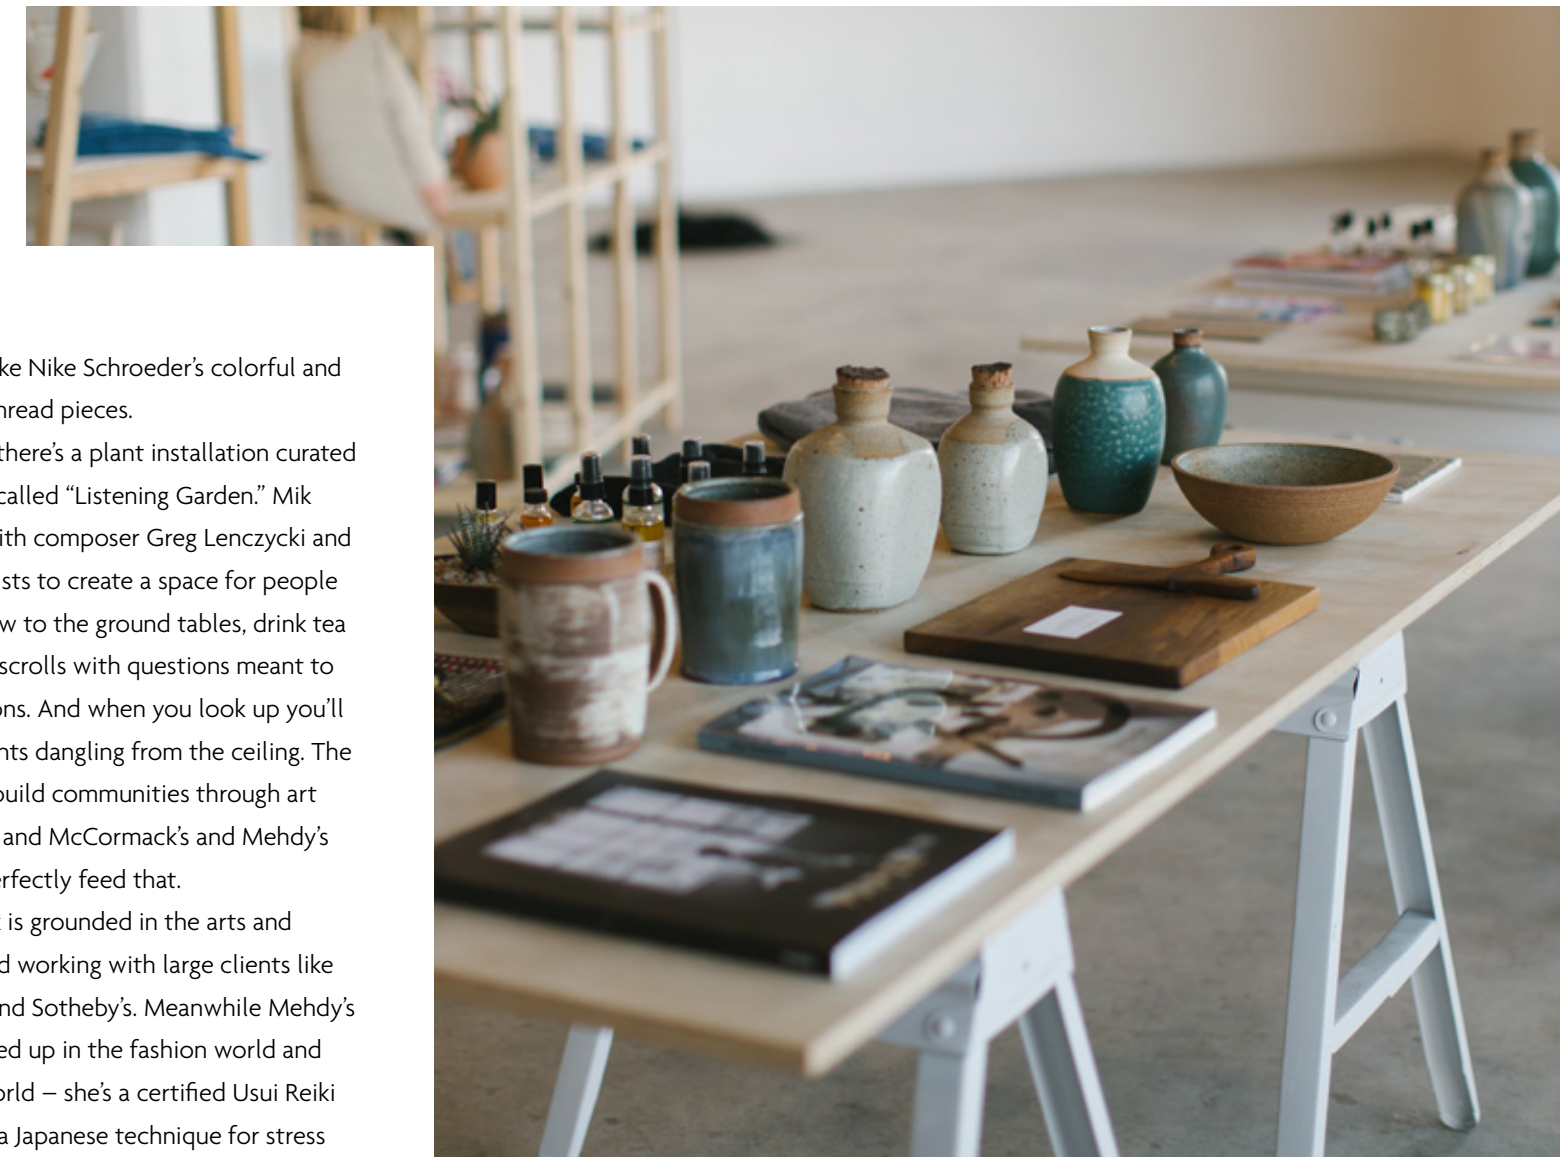 ke Nike Schroeder’s colorful and
hread pieces.
there’s a plant installation curated
called “Listening Garden.” Mik
ith composer Greg Lenczycki and
sts to create a space for people
w to the ground tables, drink tea
scrolls with questions meant to
ons. And when you look up you’ll
nts dangling from the ceiling. The
build communities through art
and McCormack’s and Mehdy’s
erfectly feed that.
t is grounded in the arts and
d working with large clients like
nd Sotheby’s. Meanwhile Mehdy’s
ed up in the fashion world and
orld – she’s a certified Usui Reiki
a Japanese technique for stress